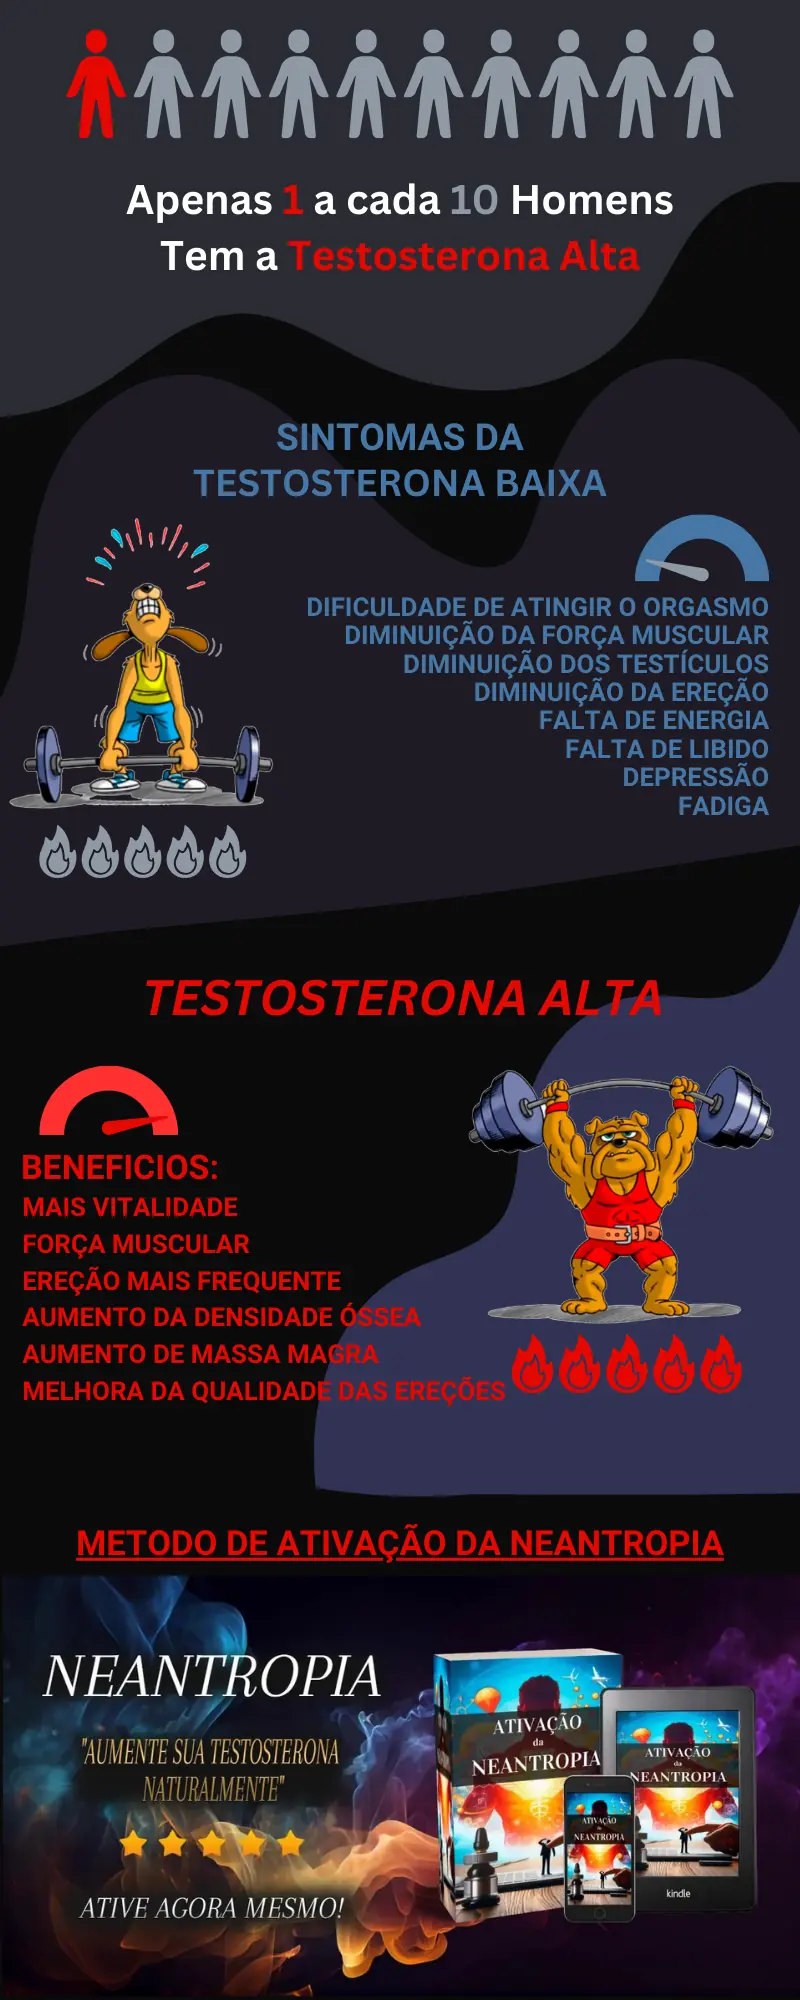 Apenas 1 a cada 10 Homens
Tem a Testosterona Alta
SINTOMAS DA
TESTOSTERONA BAIXA
DIFICULDADE DE ATINGIR O ORGASMO
DIMINUIÇÃO DA FORÇA MUSCULAR
DIMINUIÇÃO DOS TESTÍCULOS
DIMINUIÇÃO DA EREÇÃO
FALTA DE ENERGIA
FALTA DE LIBIDO
DEPRESSÃO
FADIGA
TESTOSTERONA ALTA
BENEFICIOS:
MAIS VITALIDADE
FORÇA MUSCULAR
EREÇÃO MAIS FREQUENTE
AUMENTO DA DENSIDADE ÓSSEA
AUMENTO DE MASSA MAGRA
MELHORA DA QUALIDADE DAS EREÇÕES
METODO DE ATIVAÇÃO DA NEANTROPIA
NEANTROPIA
"AUMENTE SUA TESTOSTERONA
NATURALMENTE"
ATIVE AGORA MESMO!
ATIVAÇÃO
da
NEANTROPIA
ATIVAÇÃO
da
NEANTROPIA
kindle
ATIVAÇÃO
da
NEANTROPIA